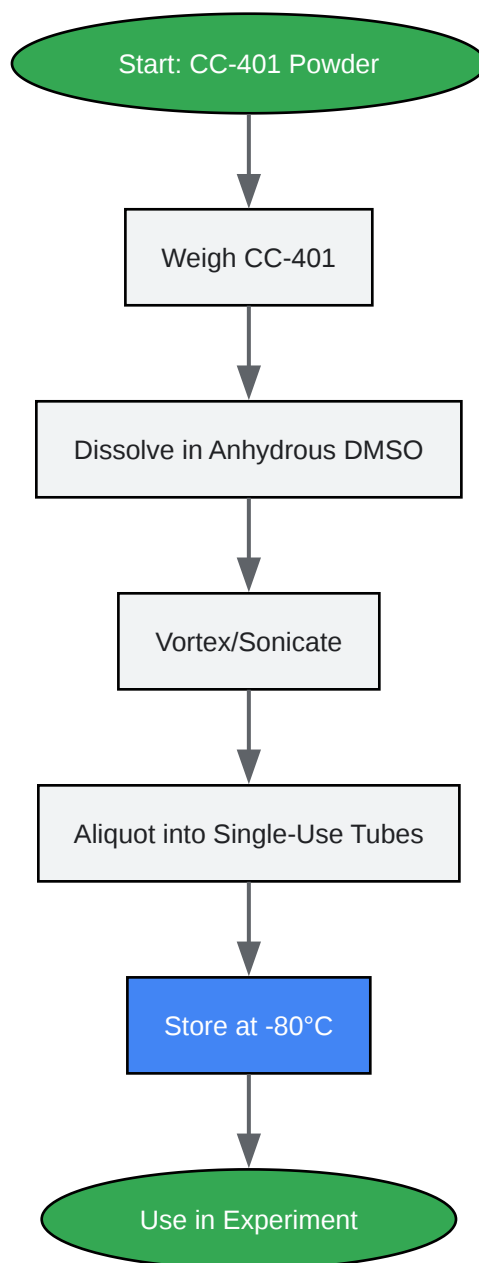 Start: CC-401 Powder
Weigh CC-401
Dissolve in Anhydrous DMSO
Vortex/Sonicate
Aliquot into Single-Use Tubes
Store at -80°C
Use in Experiment